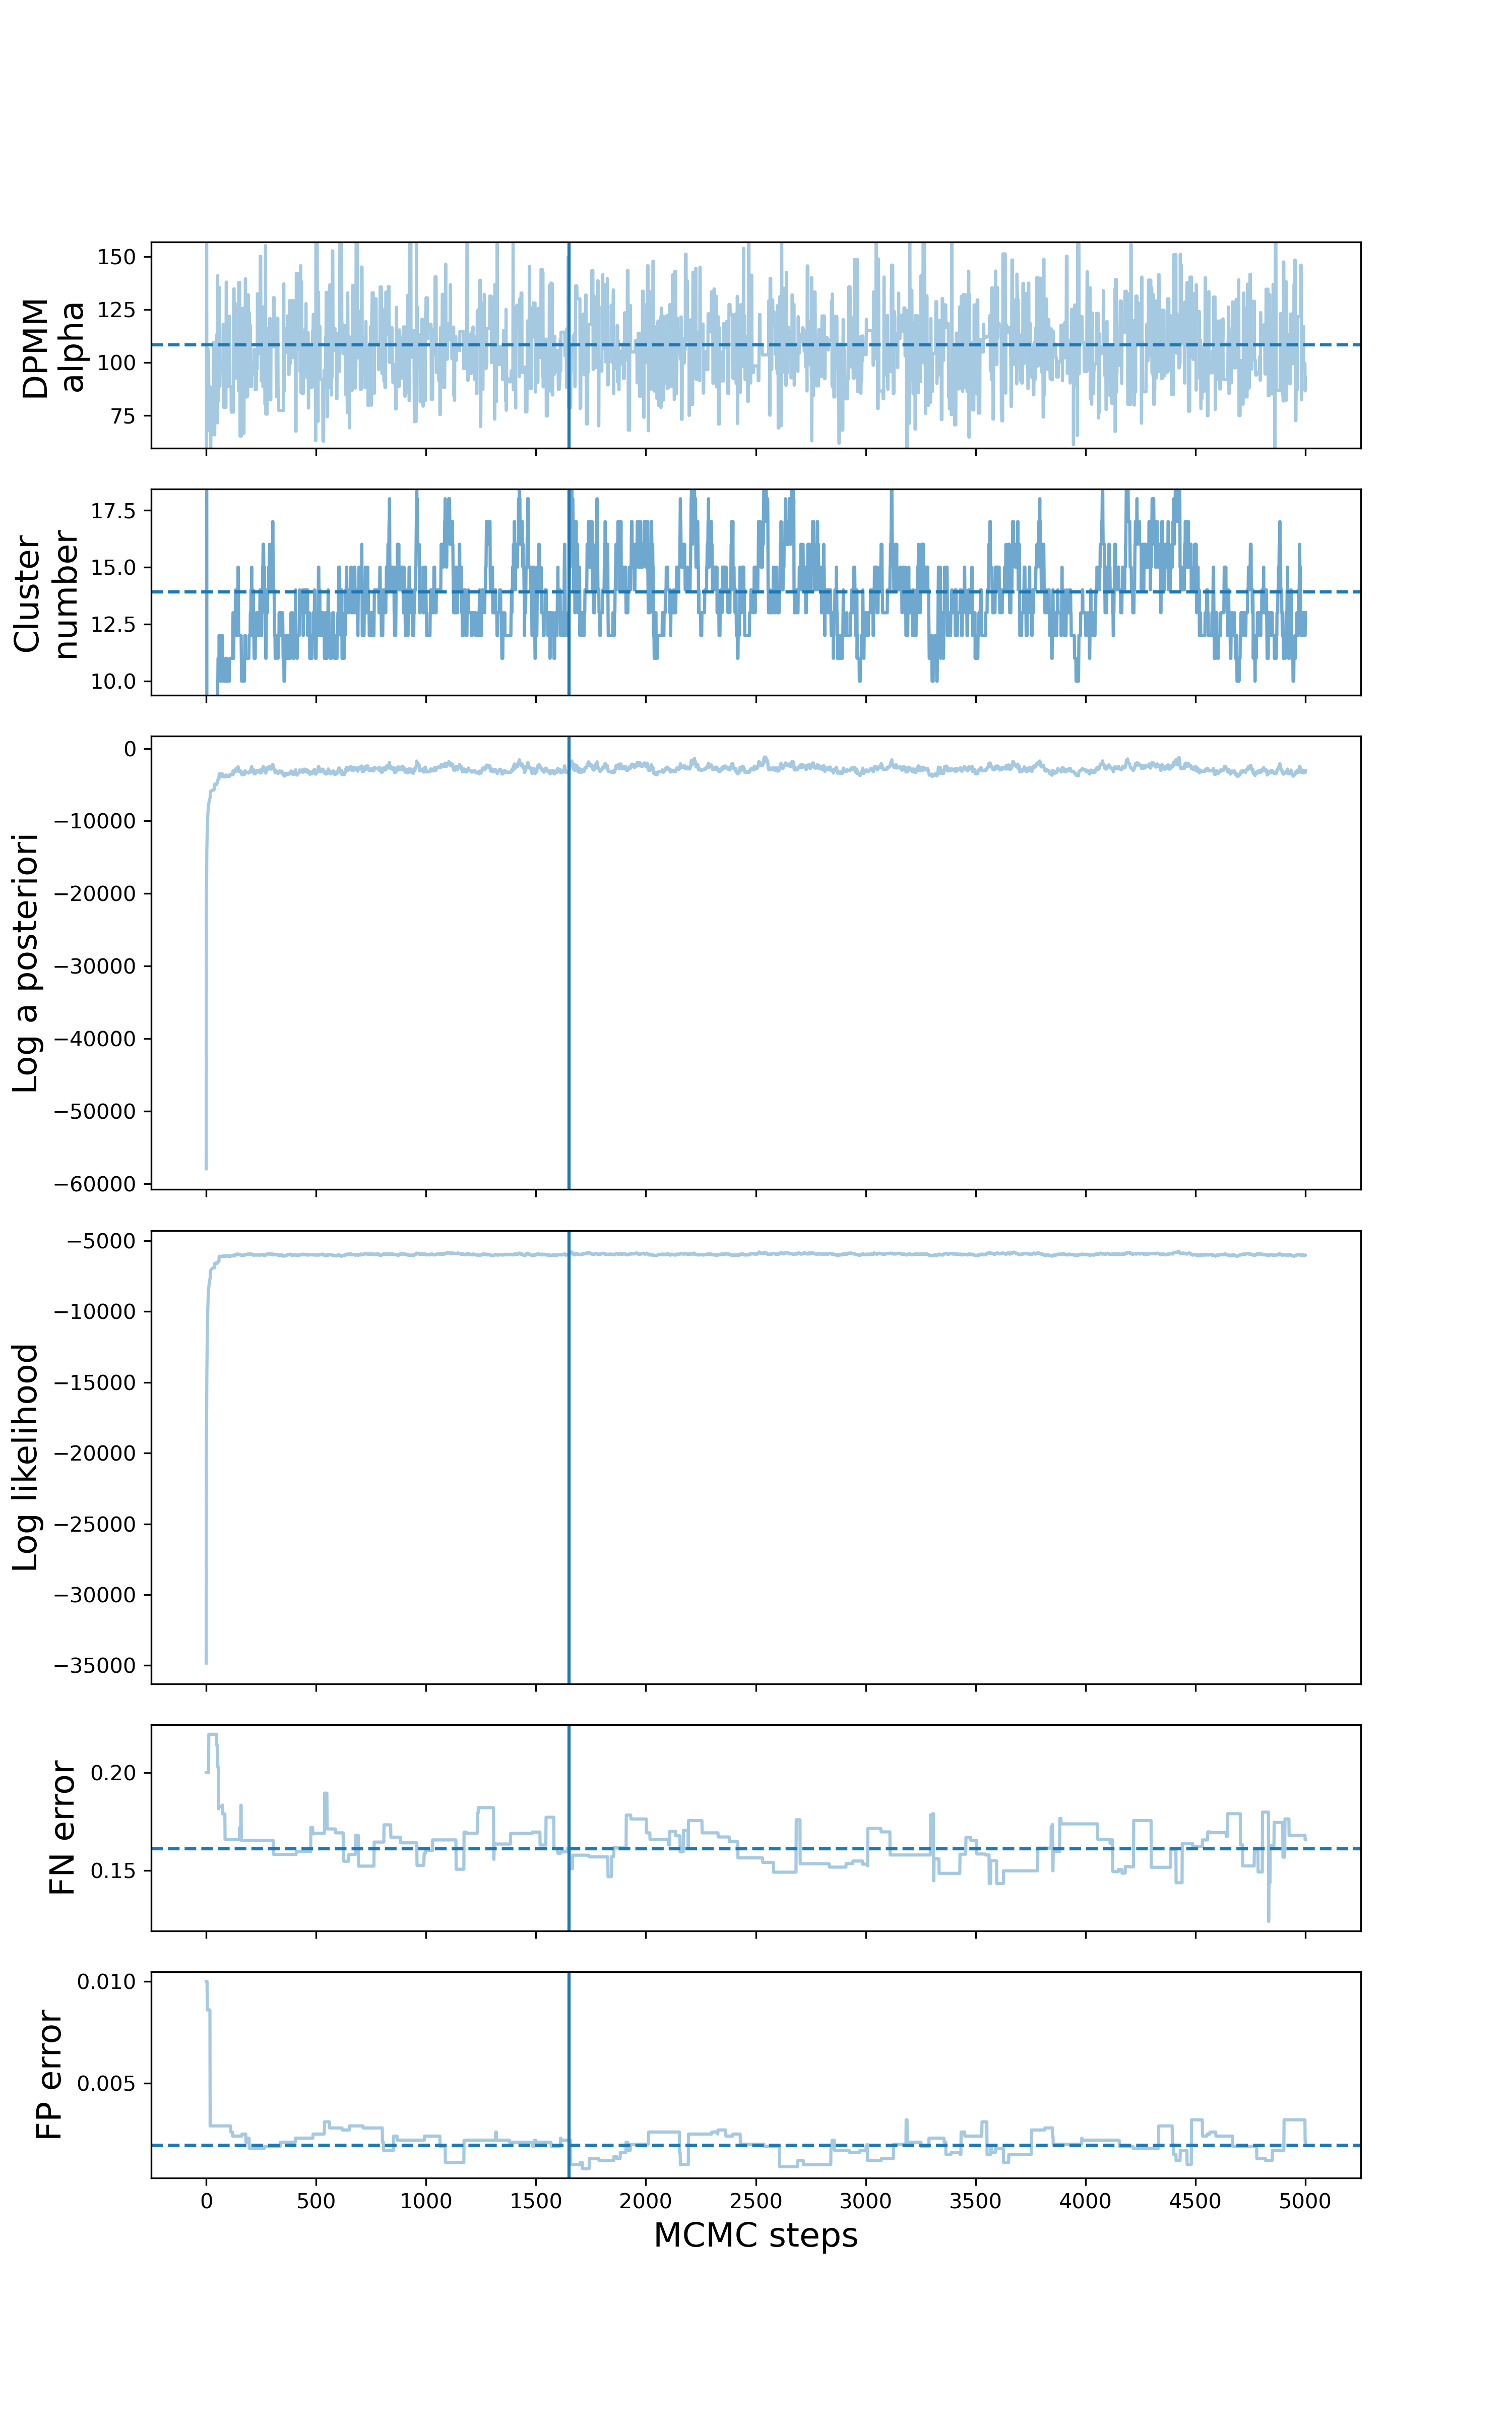 DPMM
alpha
150
125
100
75
Cluster
number
17.5
15.0
12.5
10.0
Log a posteriori
0
−10000
−20000
−30000
−40000
−50000
−60000
Log likelihood
−5000
−10000
−15000
−20000
−25000
−30000
−35000
FN error
0.20
0.15
FP error
0.010
0.005
0 500 1000 1500 2000 2500 3000 3500 4000 4500 5000
MCMC steps